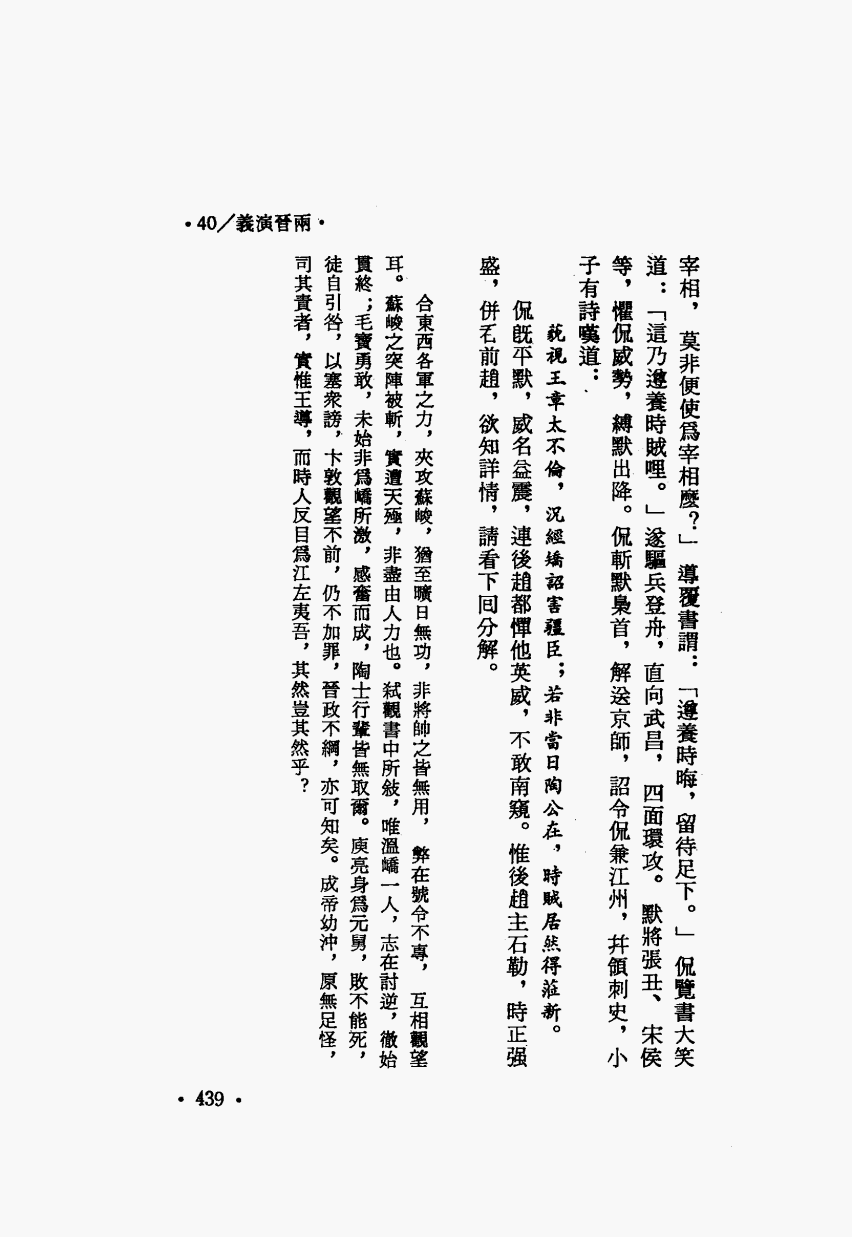 ·40／義演晉兩·
宰相，莫非便使爲宰相麼？」導覆書謂：「遵養時晦，留待足下。」侃覽書大笑
道：「這乃遵養時賊哩。」遂驅兵登舟，直向武昌，四面環攻。默將張丑、宋侯
等，懼侃威勢，縛默出降。侃斬默梟首，解送京師，詔令侃兼江州，幷領刺史，小
子有詩嘆道：
藐視王章太不倫，況經矯詔害疆臣；若非當日陶公在，時賊居然得蒞新。
侃旣平默，威名益震，連後趙都憚他英威，不敢南窺。惟後趙主石勒，時正强
盛，併吞前趙，欲知詳情，請看下回分解。
合東西各軍之力，夾攻蘇峻，猶至曠日無功，非將帥之皆無用，弊在號令不專，互相觀望
耳。蘇峻之突陣被斬，實遭天殛，非盡由人力也。弑觀書中所敍，唯溫嶠一人，志在討逆，徹始
貫終；毛寶勇敢，未始非爲嶠所激，感奮而成，陶士行輩皆無取爾。庾亮身爲元舅，敗不能死，
徒自引咎，以塞衆謗，卞敦觀望不前，仍不加罪，晉政不綱，亦可知矣。成帝幼沖，原無足怪，
司其責者，實惟王導，而時人反目爲江左夷吾，其然豈其然乎？
·439·